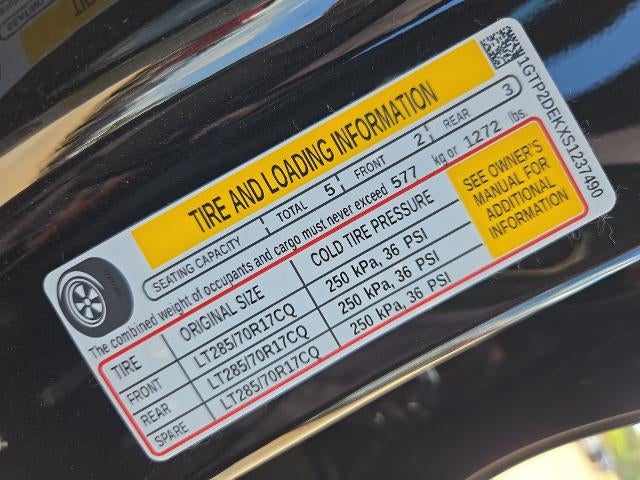 TIRE AND LOADING INFORMATION
SEATING CAPACITY TOTAL 5 FRONT 2 REAR 3
The combined weight of occupants and cargo must never exceed 577 kg or 1272 lbs.
TIRE ORIGINAL SIZE COLD TIRE PRESSURE
FRONT LT285/70R17CQ 250 kPa, 36 PSI
REAR LT285/70R17CQ 250 kPa, 36 PSI
SPARE LT285/70R17CQ 250 kPa, 36 PSI
SEE OWNER'S
MANUAL FOR
ADDITIONAL
INFORMATION
1GTP2DEKXS1237490